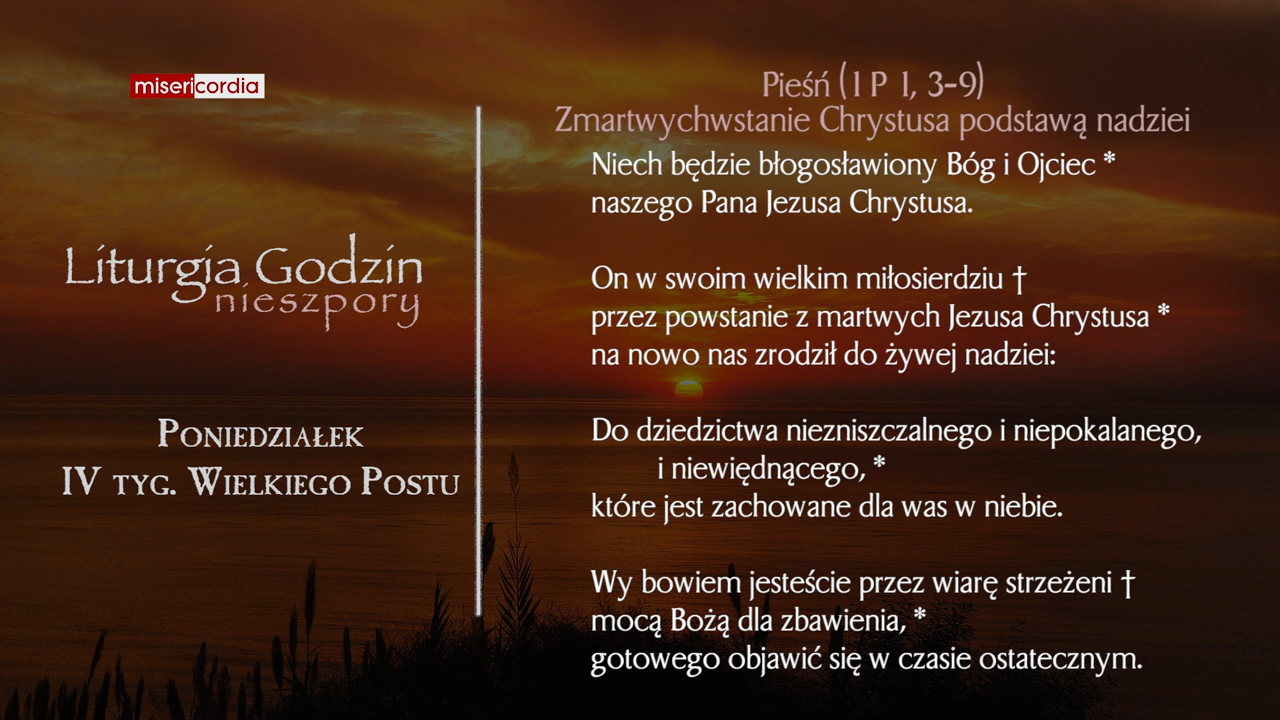 misericordia
Liturgia Godzin
nieszpory
Poniedziałek
IV tyg. Wielkiego Postu
Pieśń (1 P 1, 3-9)
Zmartwychwstanie Chrystusa podstawą nadziei
Niech będzie błogosławiony Bóg i Ojciec *
naszego Pana Jezusa Chrystusa.
On w swoim wielkim miłosierdziu †
przez powstanie z martwych Jezusa Chrystusa *
na nowo nas zrodził do żywej nadziei:
Do dziedzictwa niezniszczalnego i niepokalanego,
i niewiędnącego, *
które jest zachowane dla was w niebie.
Wy bowiem jesteście przez wiarę strzeżeni †
mocą Bożą dla zbawienia, *
gotowego objawić się w czasie ostatecznym.